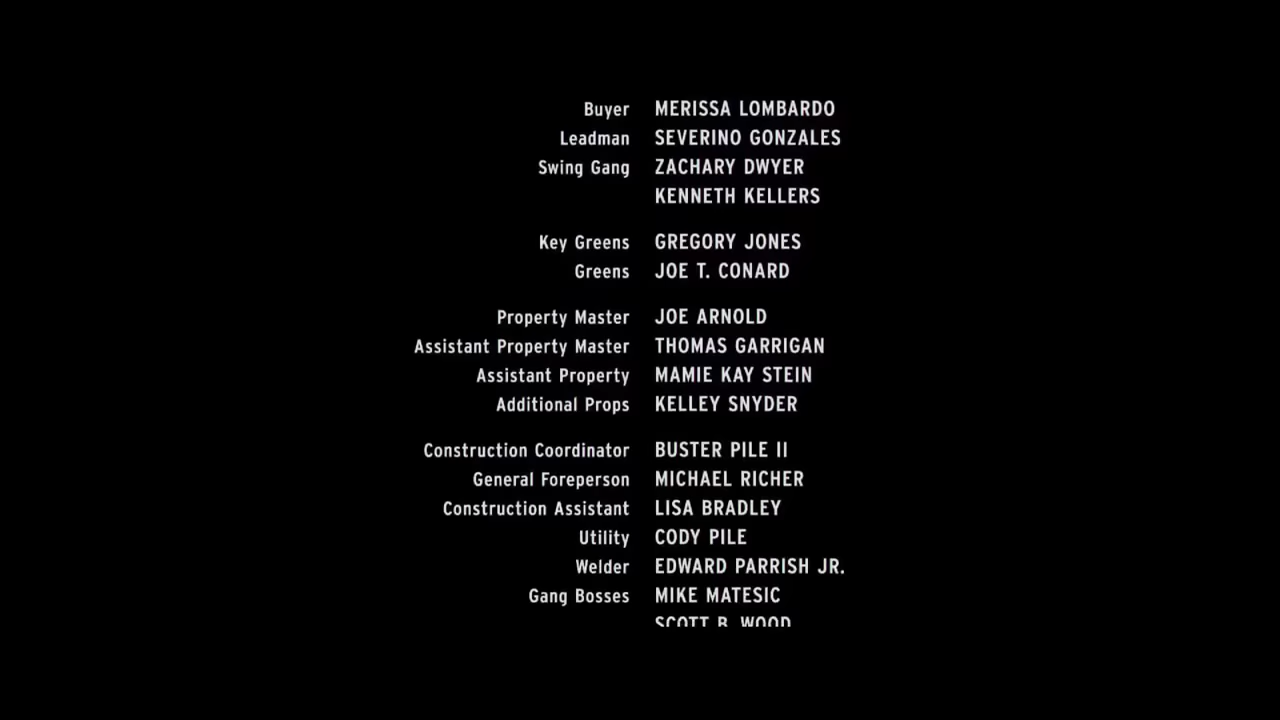 Buyer MERISSA LOMBARDO
Leadman SEVERINO GONZALES
Swing Gang ZACHARY DWYER
KENNETH KELLERS
Key Greens GREGORY JONES
Greens JOE T. CONARD
Property Master JOE ARNOLD
Assistant Property Master THOMAS GARRIGAN
Assistant Property MAMIE KAY STEIN
Additional Props KELLEY SNYDER
Construction Coordinator BUSTER PILE II
General Foreperson MICHAEL RICHER
Construction Assistant LISA BRADLEY
Utility CODY PILE
Welder EDWARD PARRISH JR.
Gang Bosses MIKE MATESIC
SCOTT B. WOOD